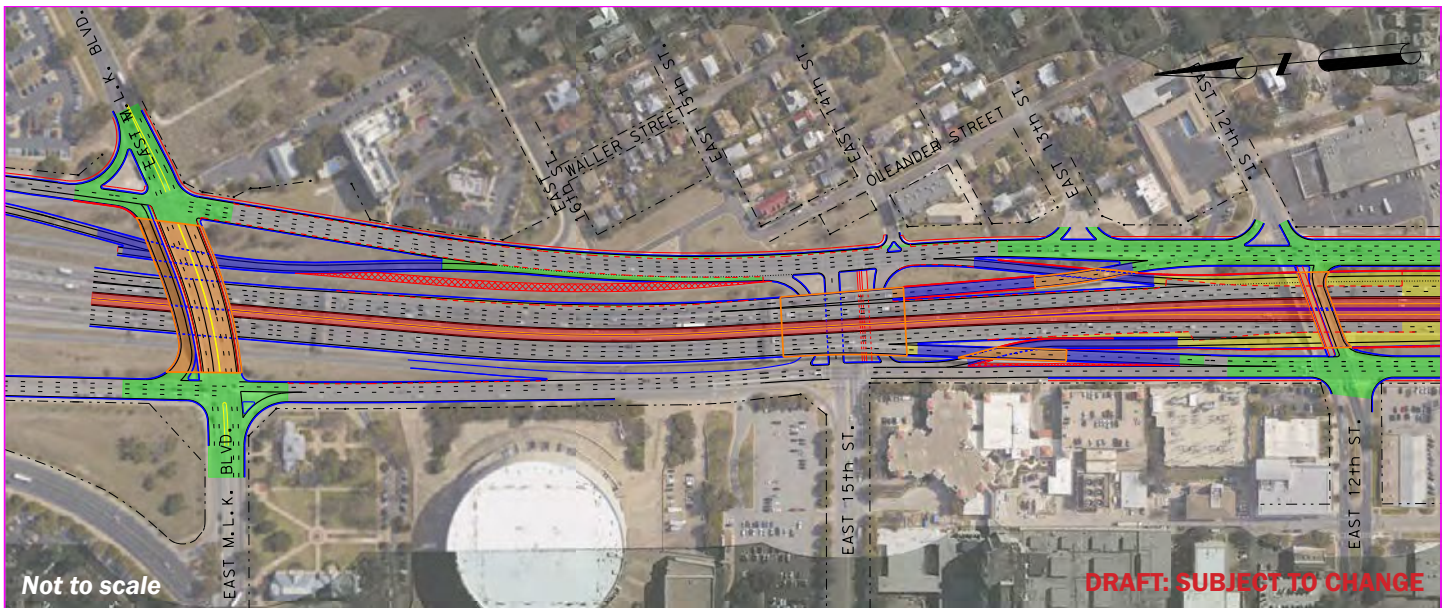 BLVD.
EAST M.L.K.
EAST ST.
16th
WALLER STREET
EAST 15th ST.
EAST 14th ST.
OLEANDER STREET
EAST 13th ST.
EAST 12th ST.
N
EAST M.L.K. BLVD.
EAST 15th ST.
EAST 12th ST.
Not to scale
DRAFT: SUBJECT TO CHANGE